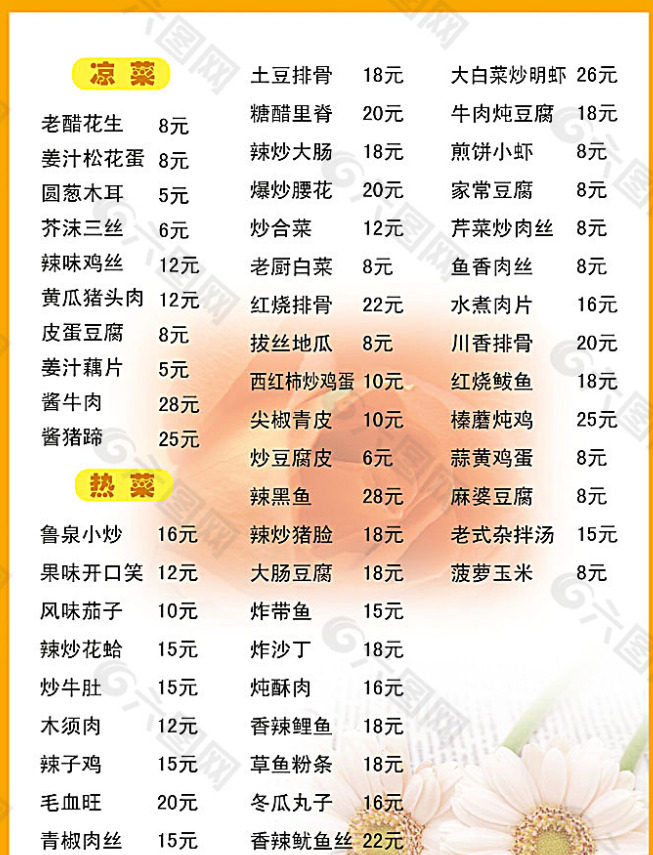 凉菜
老醋花生 8元
姜汁松花蛋 8元
圆葱木耳 5元
芥沫三丝 6元
辣味鸡丝 12元
黄瓜猪头肉 12元
皮蛋豆腐 8元
姜汁藕片 5元
酱牛肉 28元
酱猪蹄 25元
热菜
鲁泉小炒 16元
果味开口笑 12元
风味茄子 10元
辣炒花蛤 15元
炒牛肚 15元
木须肉 12元
辣子鸡 15元
毛血旺 20元
青椒肉丝 15元
土豆排骨 18元
糖醋里脊 20元
辣炒大肠 18元
爆炒腰花 20元
炒合菜 12元
老厨白菜 8元
红烧排骨 22元
拔丝地瓜 8元
西红柿炒鸡蛋 10元
尖椒青皮 10元
炒豆腐皮 6元
辣黑鱼 28元
辣炒猪脸 18元
大肠豆腐 18元
炸带鱼 15元
炸沙丁 18元
炖酥肉 16元
香辣鲤鱼 18元
草鱼粉条 18元
冬瓜丸子 16元
香辣鱿鱼丝 22元
大白菜炒明虾 26元
牛肉炖豆腐 18元
煎饼小虾 8元
家常豆腐 8元
芹菜炒肉丝 8元
鱼香肉丝 8元
水煮肉片 16元
川香排骨 20元
红烧鲅鱼 18元
榛蘑炖鸡 25元
蒜黄鸡蛋 8元
麻婆豆腐 8元
老式杂拌汤 15元
菠萝玉米 8元
六图网